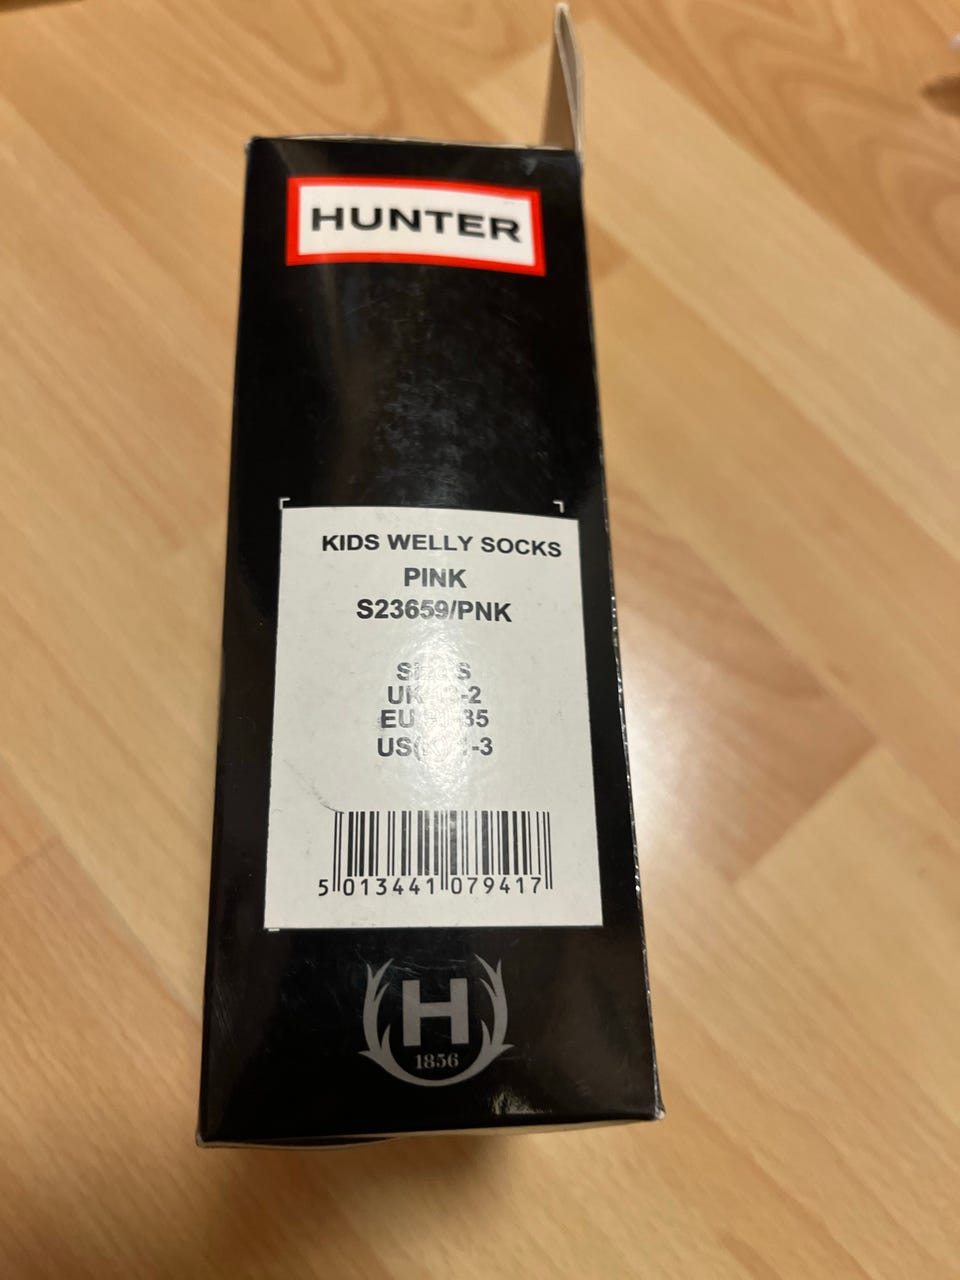 HUNTER
KIDS WELLY SOCKS
PINK
S23659/PNK
5 013441 079417
H
1856